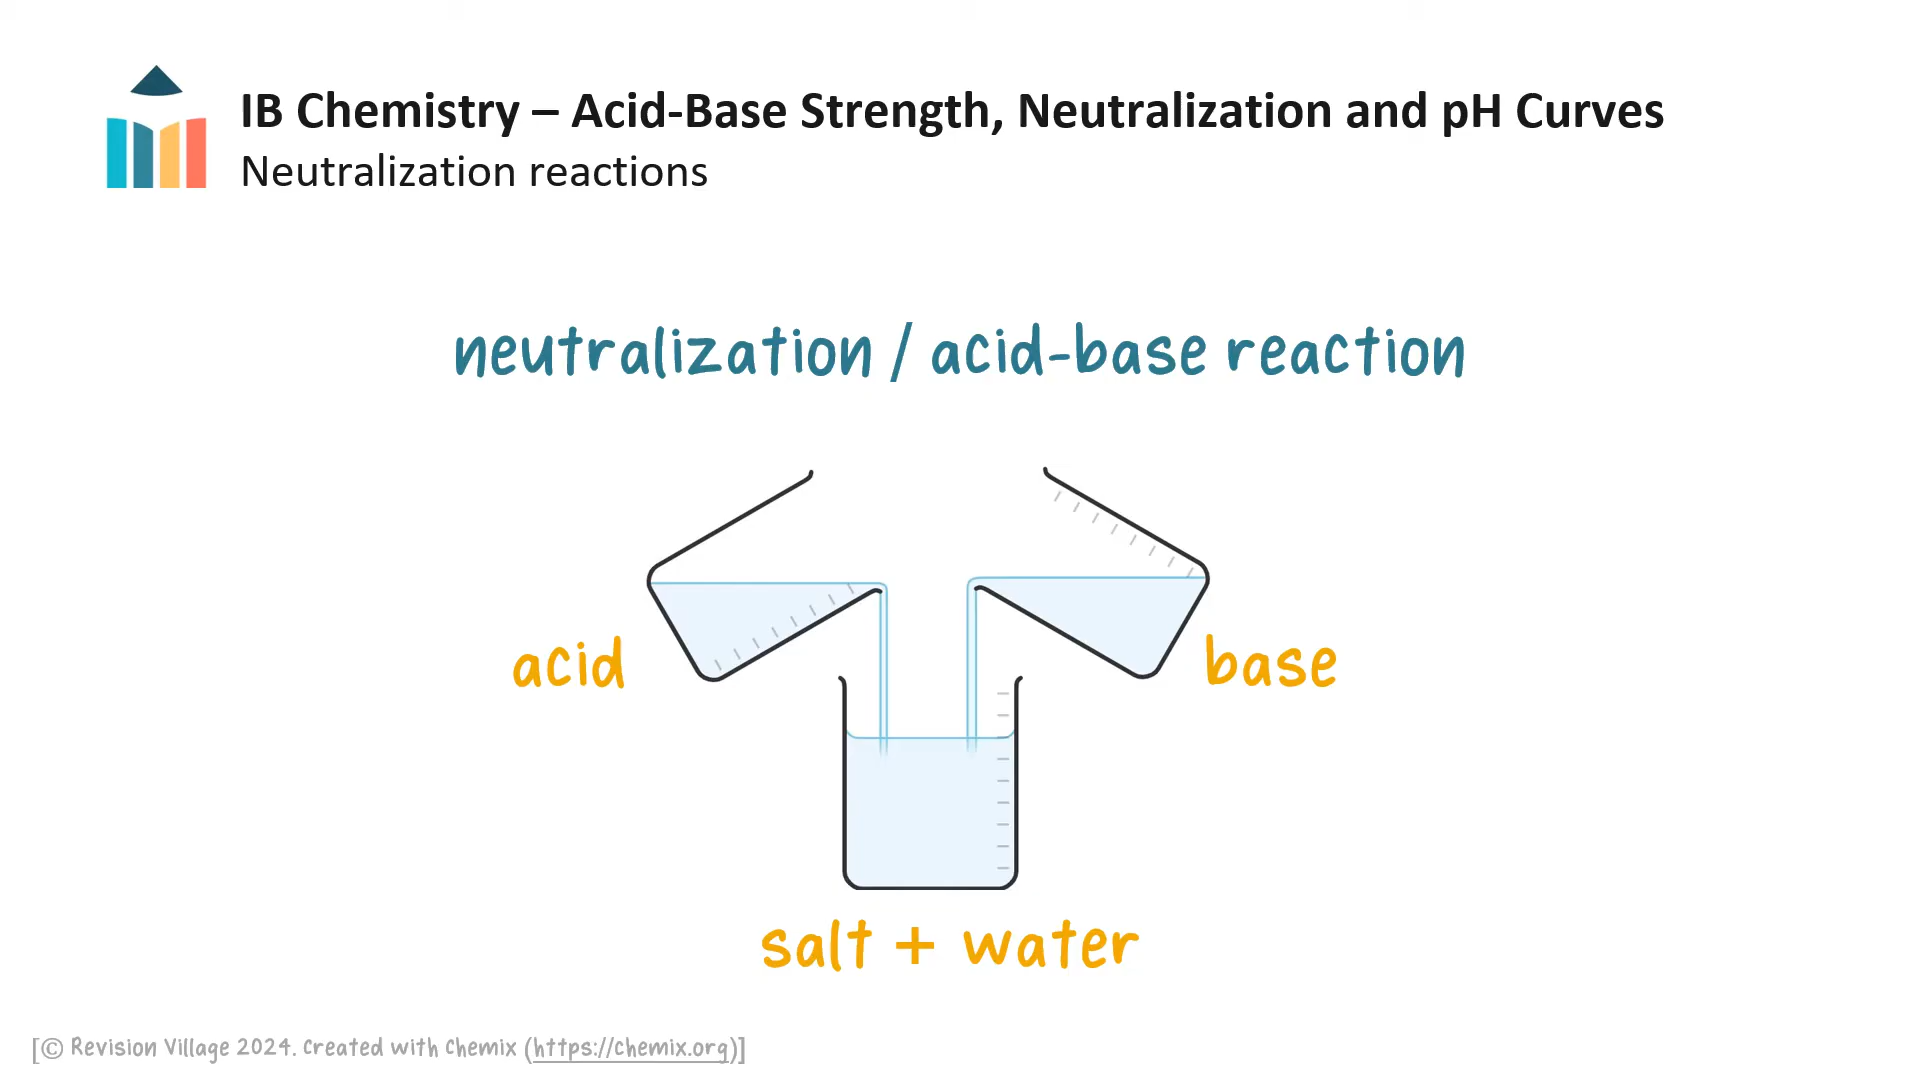 IB Chemistry – Acid-Base Strength, Neutralization and pH Curves
Neutralization reactions
neutralization / acid-base reaction
acid
base
salt + water
[© Revision Village 2024. Created with Chemix (https://chemix.org)]